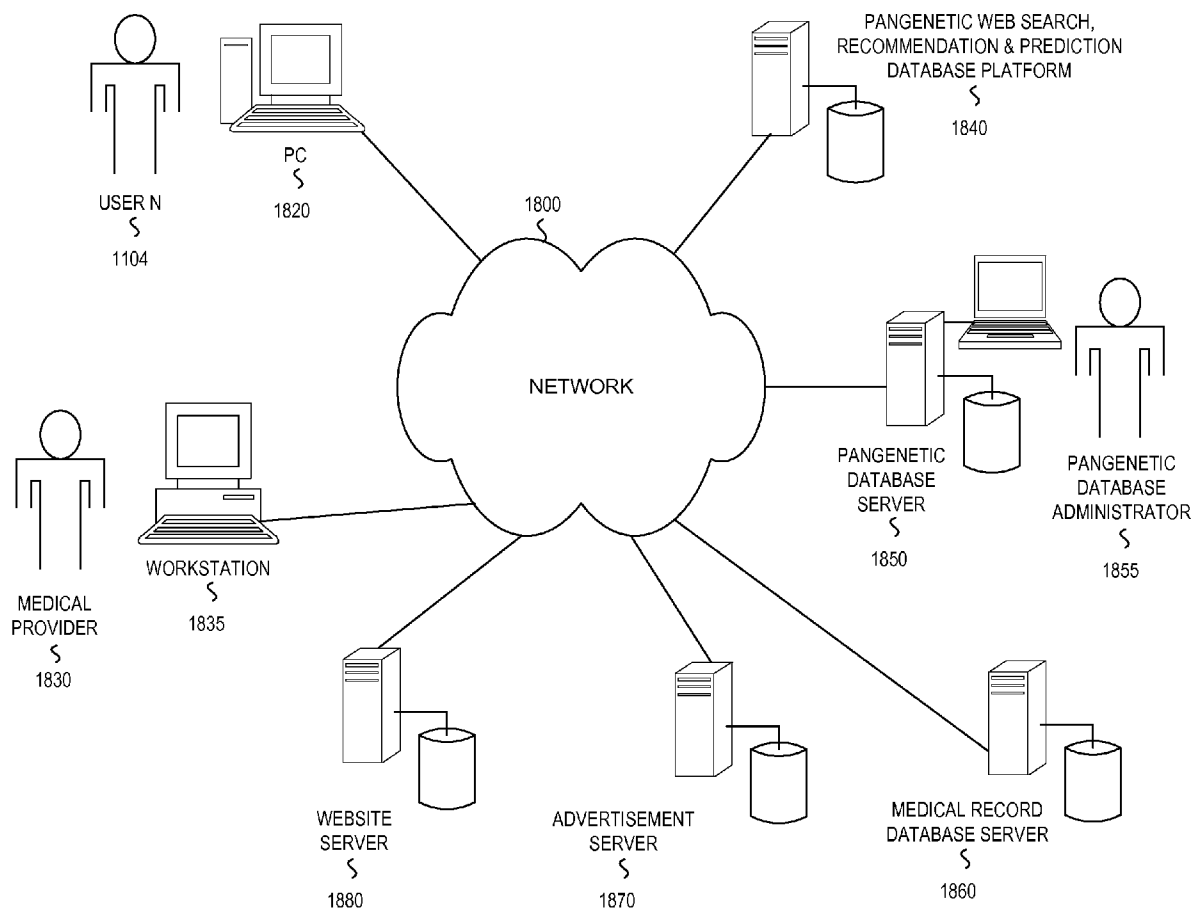 PANGENETIC WEB SEARCH,
RECOMMENDATION & PREDICTION
DATABASE PLATFORM
1840
PC
1820
USER N
1104
1800
NETWORK
PANGENETIC
DATABASE
SERVER
1850
PANGENETIC
DATABASE
ADMINISTRATOR
1855
WORKSTATION
1835
MEDICAL
PROVIDER
1830
WEBSITE
SERVER
1880
ADVERTISEMENT
SERVER
1870
MEDICAL RECORD
DATABASE SERVER
1860